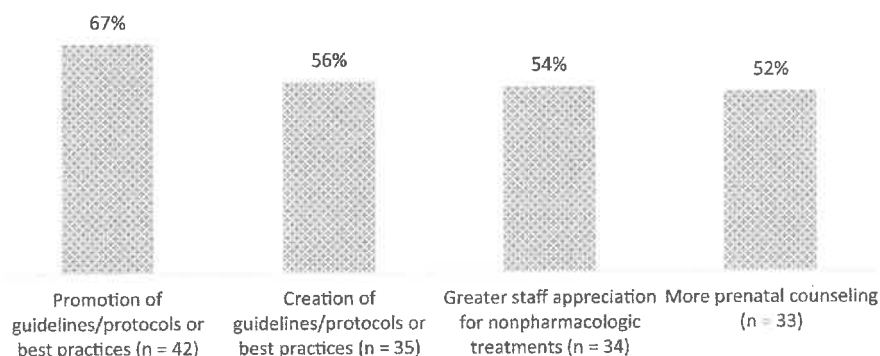 67%
56%
54%
52%
Promotion of
guidelines/protocols or
best practices (n = 42)
Creation of
guidelines/protocols or
best practices (n = 35)
Greater staff appreciation
for nonpharmacologic
treatments (n = 34)
More prenatal counseling
(n = 33)